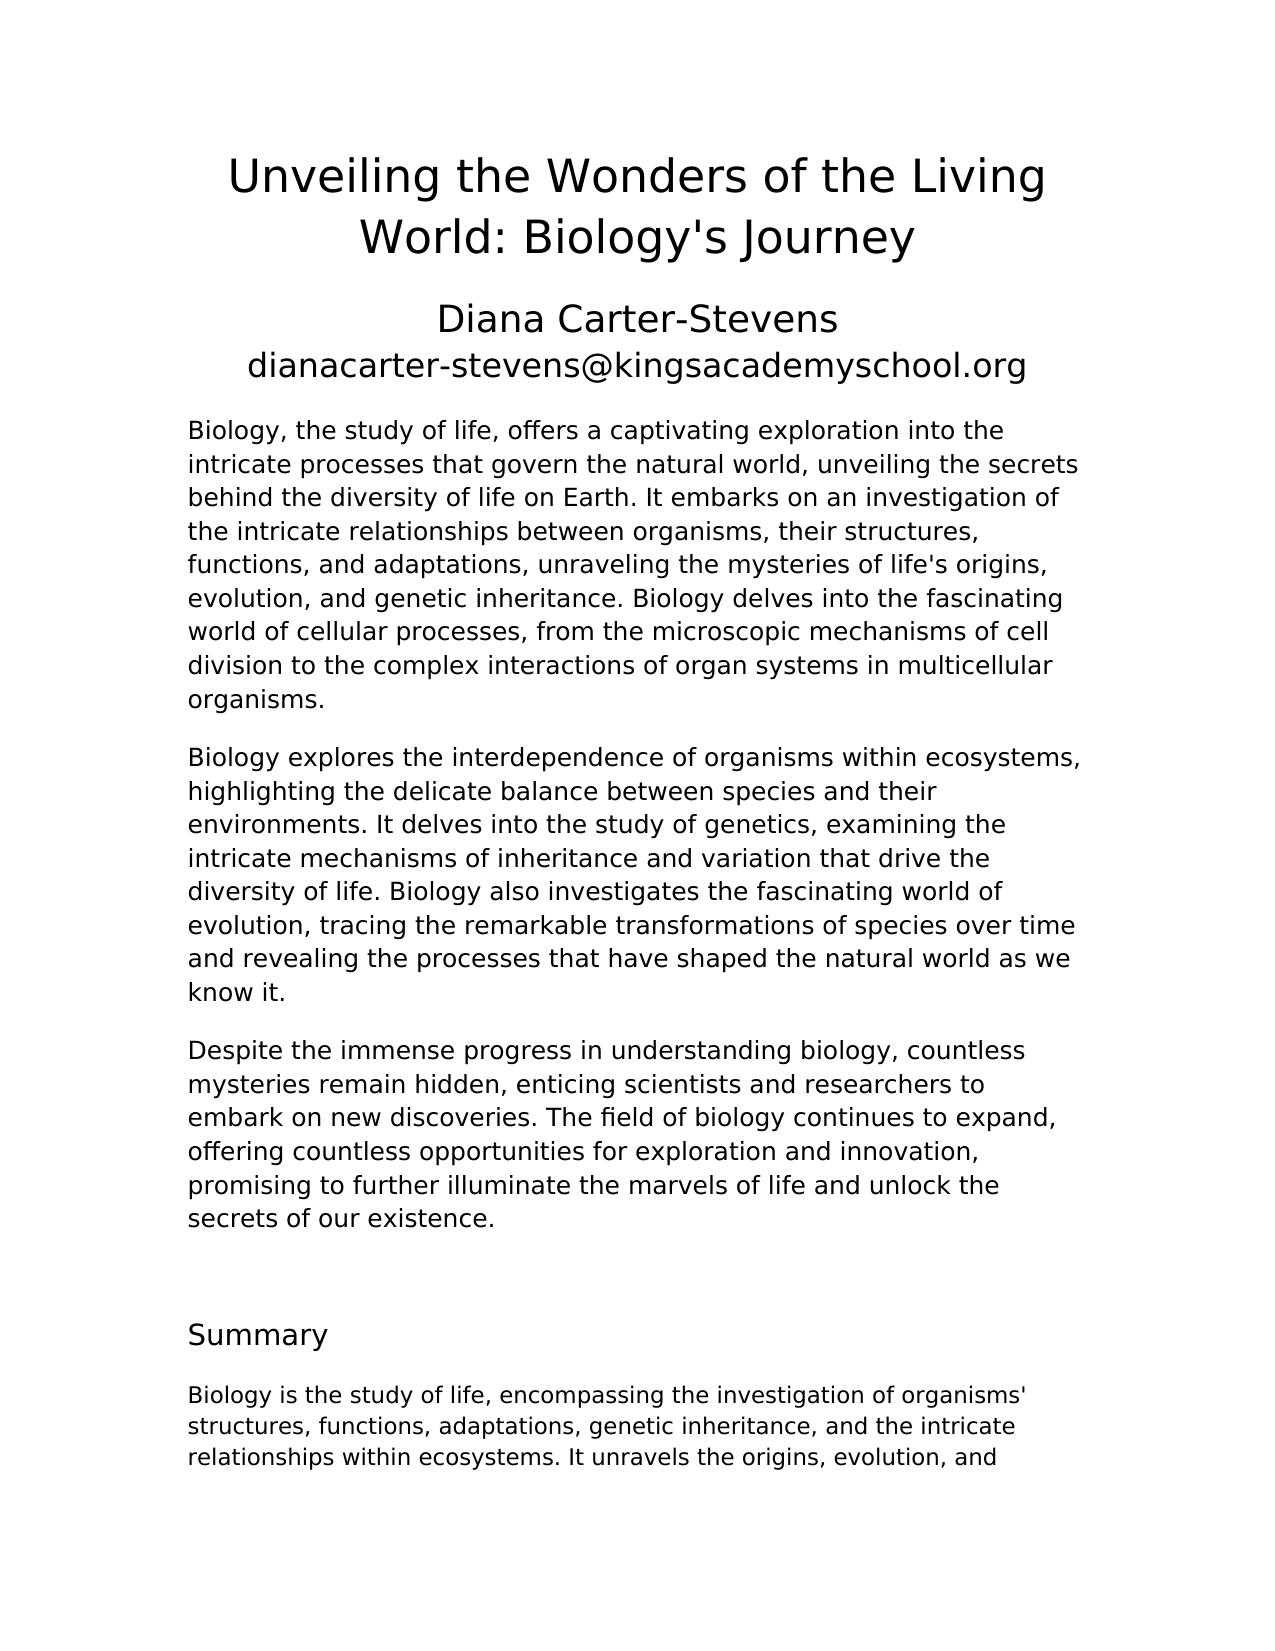 Unveiling the Wonders of the Living
World: Biology's Journey
Diana Carter-Stevens
dianacarter-stevens@kingsacademyschool.org
Biology, the study of life, offers a captivating exploration into the
intricate processes that govern the natural world, unveiling the secrets
behind the diversity of life on Earth. It embarks on an investigation of
the intricate relationships between organisms, their structures,
functions, and adaptations, unraveling the mysteries of life's origins,
evolution, and genetic inheritance. Biology delves into the fascinating
world of cellular processes, from the microscopic mechanisms of cell
division to the complex interactions of organ systems in multicellular
organisms.
Biology explores the interdependence of organisms within ecosystems,
highlighting the delicate balance between species and their
environments. It delves into the study of genetics, examining the
intricate mechanisms of inheritance and variation that drive the
diversity of life. Biology also investigates the fascinating world of
evolution, tracing the remarkable transformations of species over time
and revealing the processes that have shaped the natural world as we
know it.
Despite the immense progress in understanding biology, countless
mysteries remain hidden, enticing scientists and researchers to
embark on new discoveries. The field of biology continues to expand,
offering countless opportunities for exploration and innovation,
promising to further illuminate the marvels of life and unlock the
secrets of our existence.
Summary
Biology is the study of life, encompassing the investigation of organisms'
structures, functions, adaptations, genetic inheritance, and the intricate
relationships within ecosystems. It unravels the origins, evolution, and